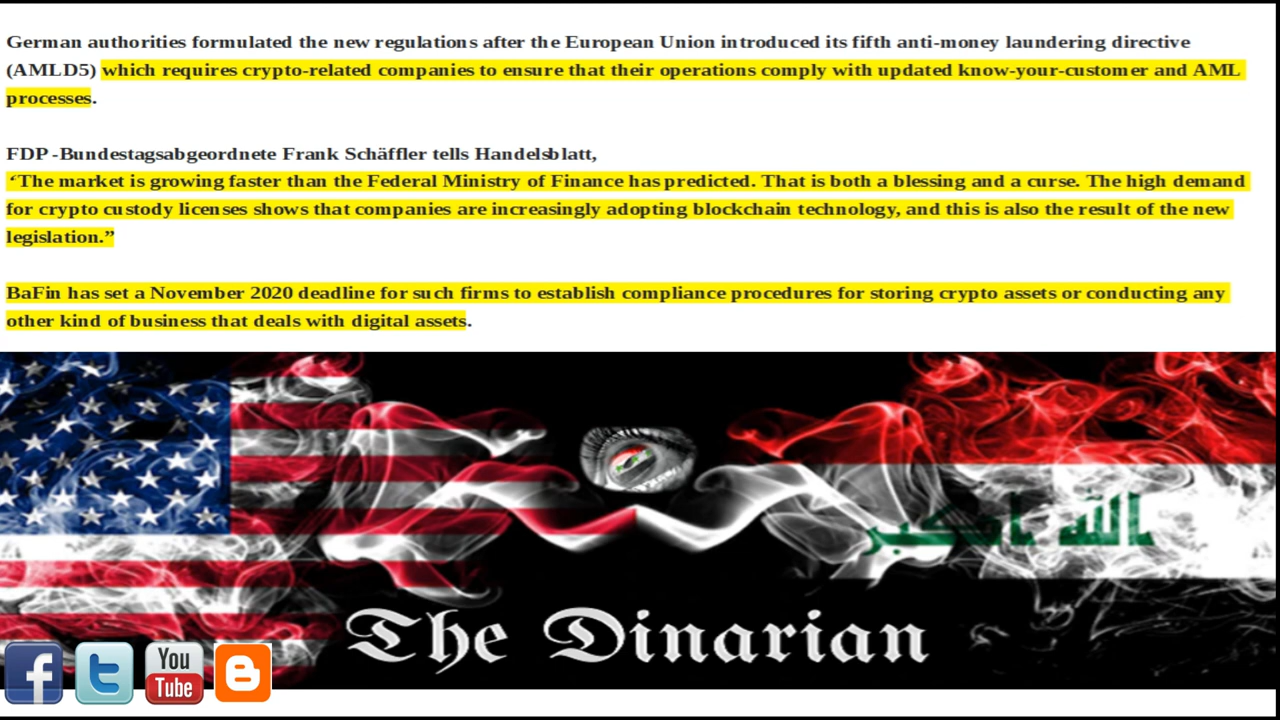 German authorities formulated the new regulations after the European Union introduced its fifth anti-money laundering directive
(AMLD5) which requires crypto-related companies to ensure that their operations comply with updated know-your-customer and AML
processes.
FDP -Bundestagsabgeordnete Frank Schäffler tells Handelsblatt,
“The market is growing faster than the Federal Ministry of Finance has predicted. That is both a blessing and a curse. The high demand
for crypto custody licenses shows that companies are increasingly adopting blockchain technology, and this is also the result of the new
legislation.”
BaFin has set a November 2020 deadline for such firms to establish compliance procedures for storing crypto assets or conducting any
other kind of business that deals with digital assets.
الله اكبر
The Dinarian
f
t
You
Tube
B